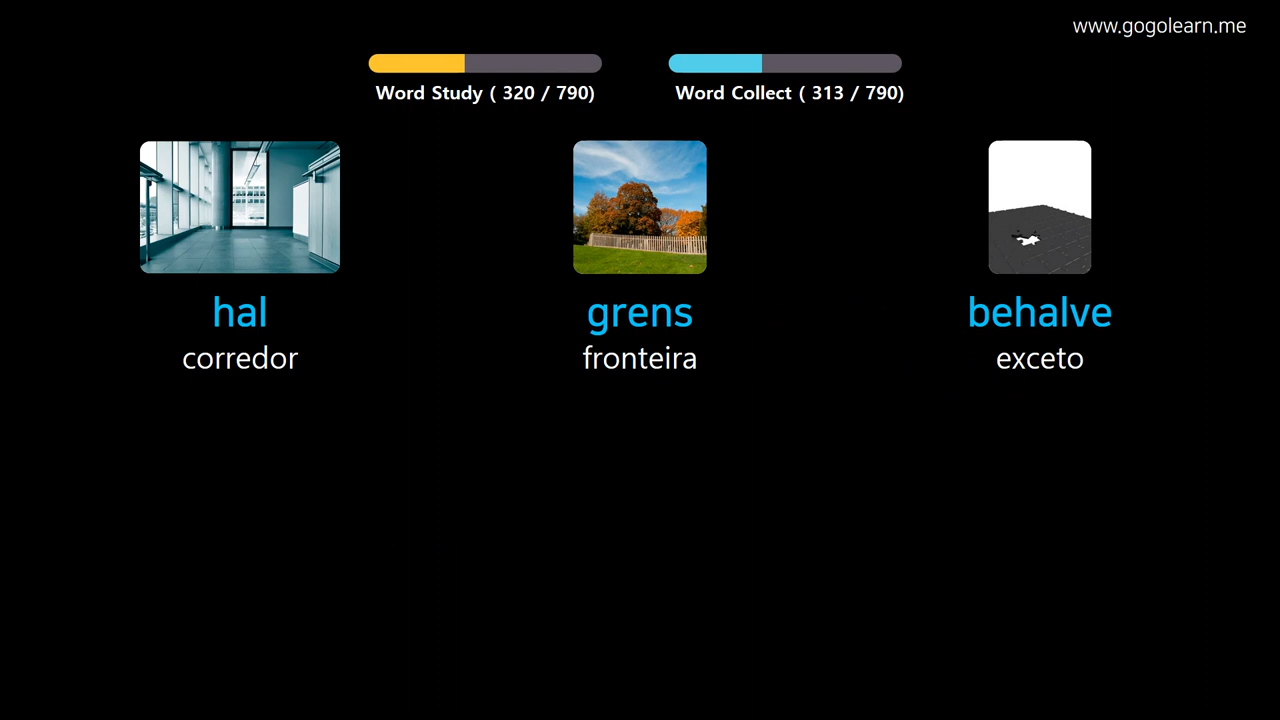 www.gogolearn.me
Word Study ( 320 / 790)
Word Collect ( 313 / 790)
hal
corredor
grens
fronteira
behalve
exceto